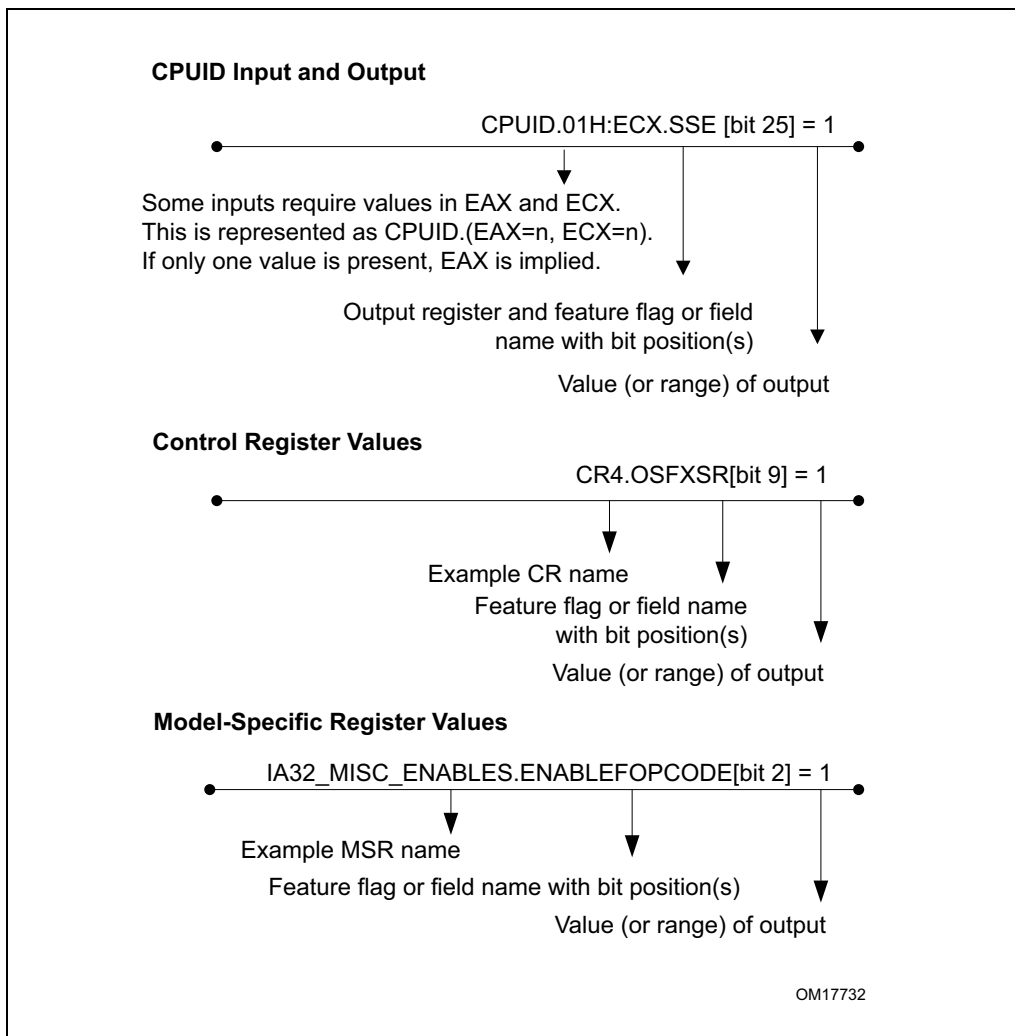 CPUID Input and Output
CPUID.01H:ECX.SSE [bit 25] = 1
Some inputs require values in EAX and ECX.
This is represented as CPUID.(EAX=n, ECX=n).
If only one value is present, EAX is implied.
Output register and feature flag or field
name with bit position(s)
Value (or range) of output
Control Register Values
CR4.OSFXSR[bit 9] = 1
Example CR name
Feature flag or field name
with bit position(s)
Value (or range) of output
Model-Specific Register Values
IA32_MISC_ENABLES.ENABLEFOPCODE[bit 2] = 1
Example MSR name
Feature flag or field name with bit position(s)
Value (or range) of output
OM17732